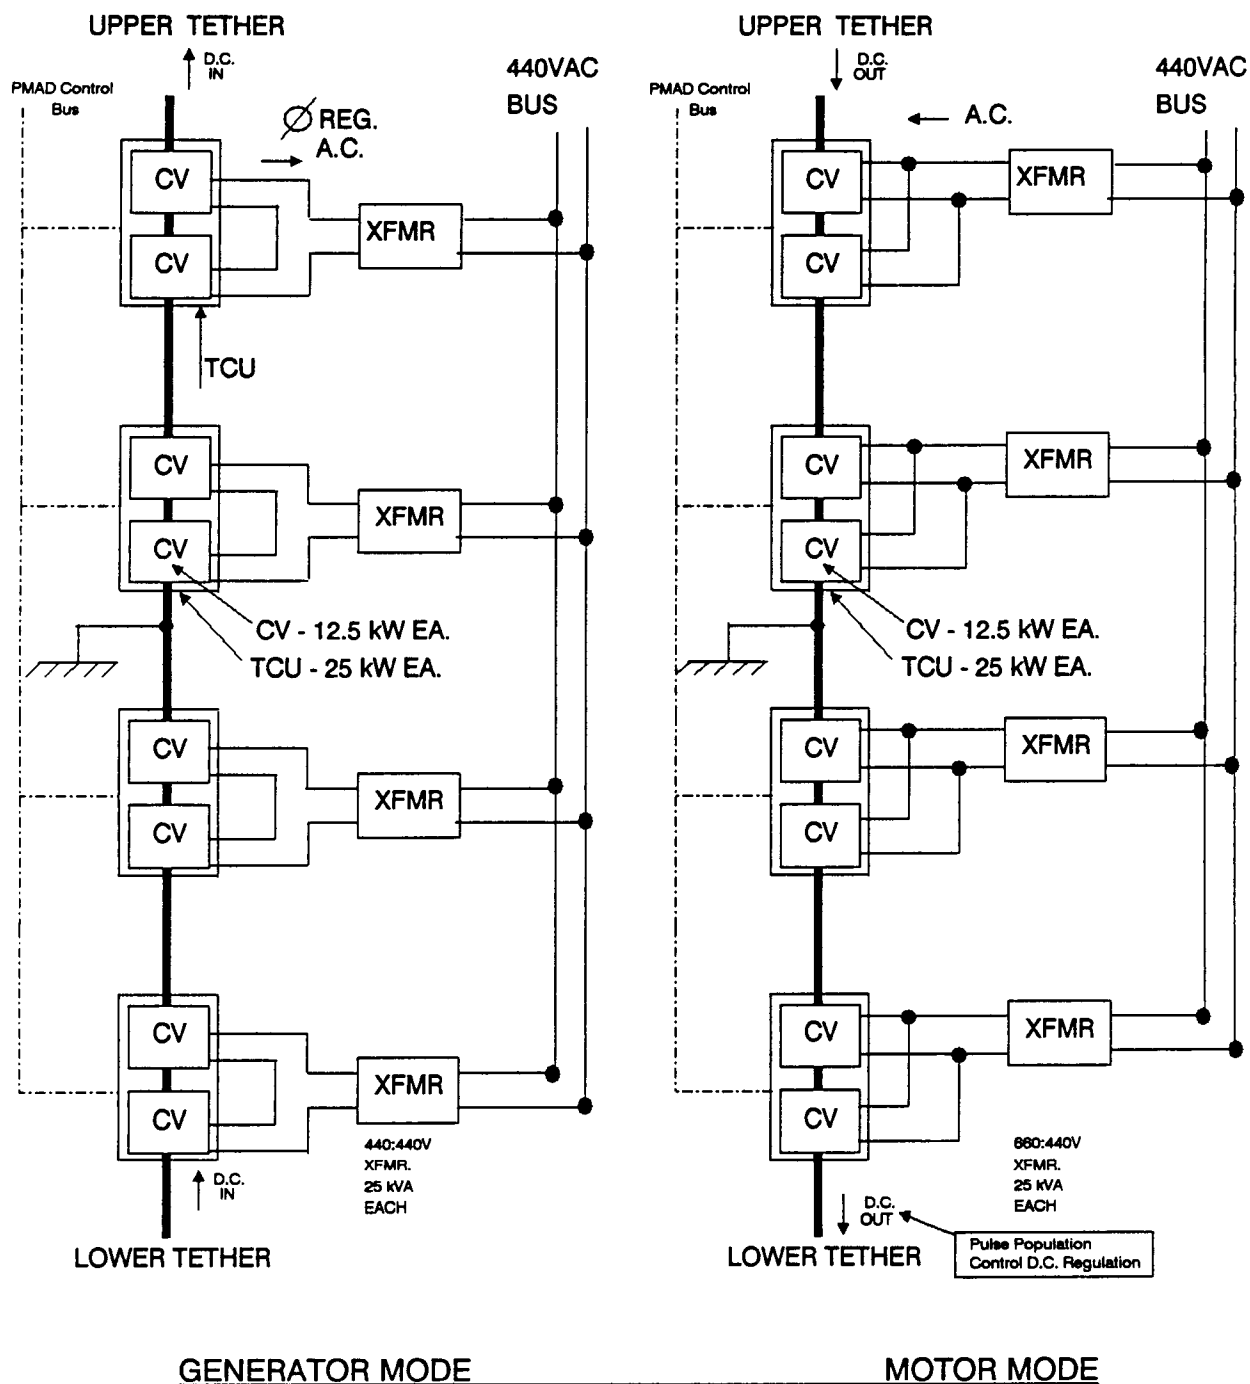 UPPER TETHER
D.C.
IN
440VAC
BUS
PMAD Control
Bus
Ø REG.
A.C.
CV
CV
XFMR
TCU
CV
CV
XFMR
CV - 12.5 kW EA.
TCU - 25 kW EA.
CV
CV
XFMR
CV
CV
XFMR
440:440V
XFMR.
25 kVA
EACH
D.C.
IN
LOWER TETHER
GENERATOR MODE
UPPER TETHER
D.C.
OUT
440VAC
BUS
PMAD Control
Bus
A.C.
CV
CV
XFMR
CV
CV
XFMR
CV - 12.5 kW EA.
TCU - 25 kW EA.
CV
CV
XFMR
CV
CV
XFMR
660:440V
XFMR.
25 kVA
EACH
D.C.
OUT
LOWER TETHER
Pulse Population
Control D.C. Regulation
MOTOR MODE